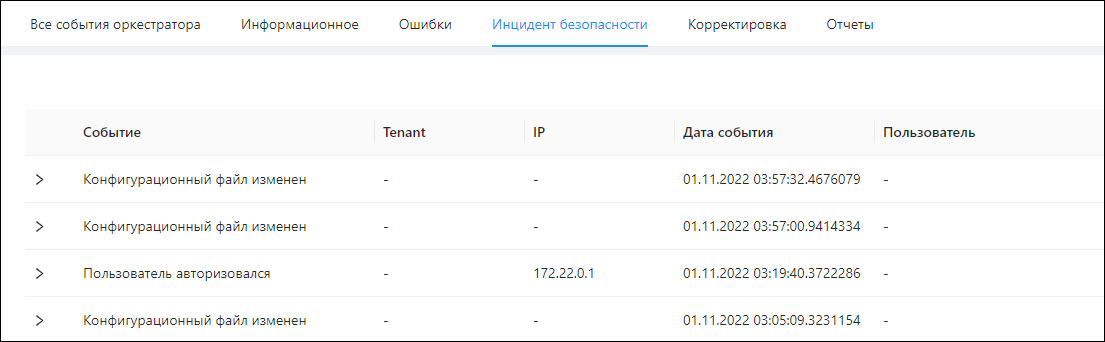 Все события оркестратора Информационное Ошибки Инцидент безопасности Корректировка Отчеты
Событие Tenant IP Дата события Пользователь
Конфигурационный файл изменен - - 01.11.2022 03:57:32.4676079 -
Конфигурационный файл изменен - - 01.11.2022 03:57:00.9414334 -
Пользователь авторизовался - 172.22.0.1 01.11.2022 03:19:40.3722286 -
Конфигурационный файл изменен - - 01.11.2022 03:05:09.3231154 -